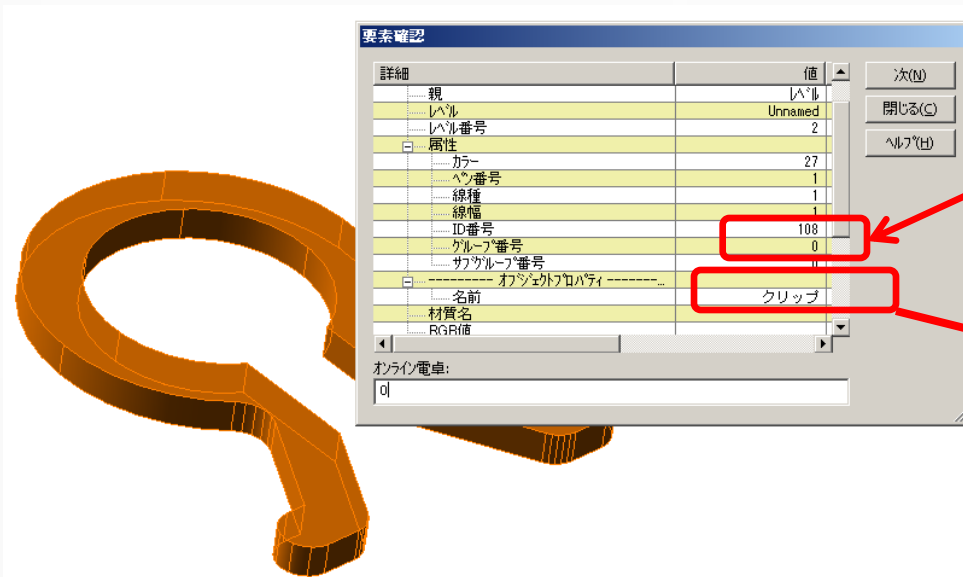 要素確認
詳細 値
親 レベル
レベル Unnamed
レベル番号 2
属性
カラー 27
ペン番号 1
線種 1
線幅 1
ID番号 108
グループ番号 0
サブグループ番号 0
--------- オブジェクトプロパティ -------...
名前 クリップ
材質名
RGB値
次(N)
閉じる(C)
ヘルプ(H)
オンライン電卓:
0